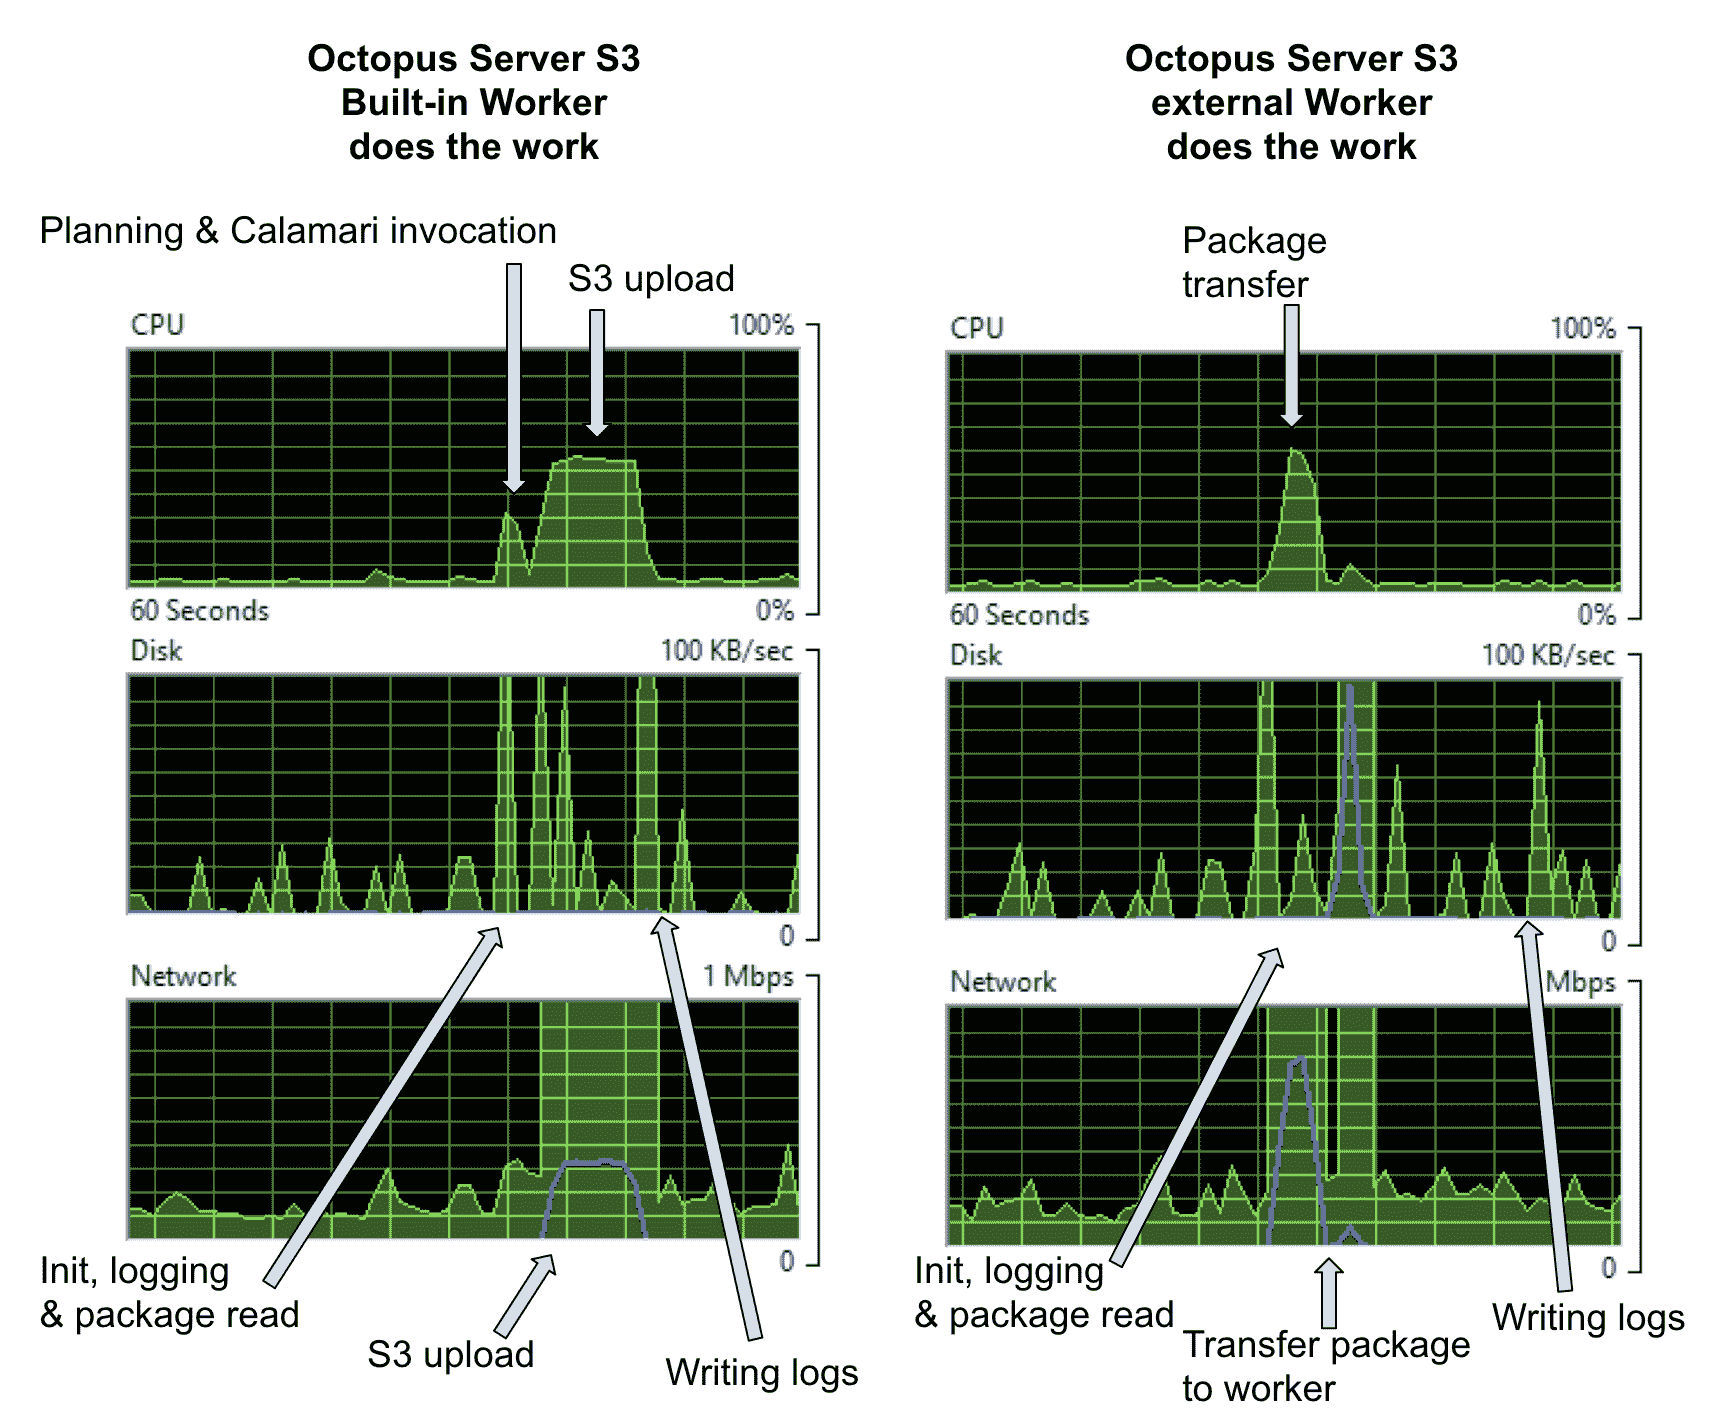 Octopus Server S3
Built-in Worker
does the work
Planning & Calamari invocation
S3 upload
CPU
100%
60 Seconds
0%
Disk
100 KB/sec
0
Network
1 Mbps
0
Init, logging
& package read
S3 upload
Writing logs
Octopus Server S3
external Worker
does the work
Package
transfer
CPU
100%
60 Seconds
0%
Disk
100 KB/sec
0
Network
Mbps
0
Init, logging
& package read
Transfer package
to worker
Writing logs